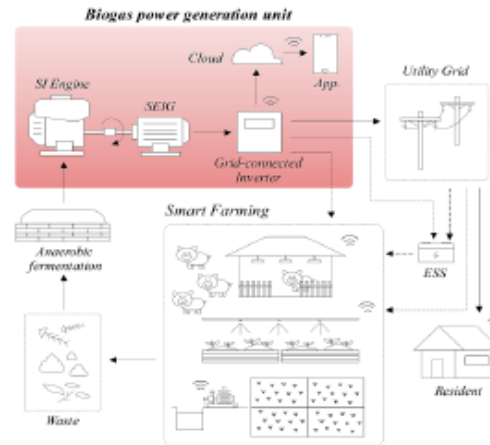 Biogas power generation unit
Cloud
App.
SI Engine
SEIG
Grid-connected
Inverter
Utility Grid
Smart Farming
Anaerobic
fermentation
ESS
Resident
Waste